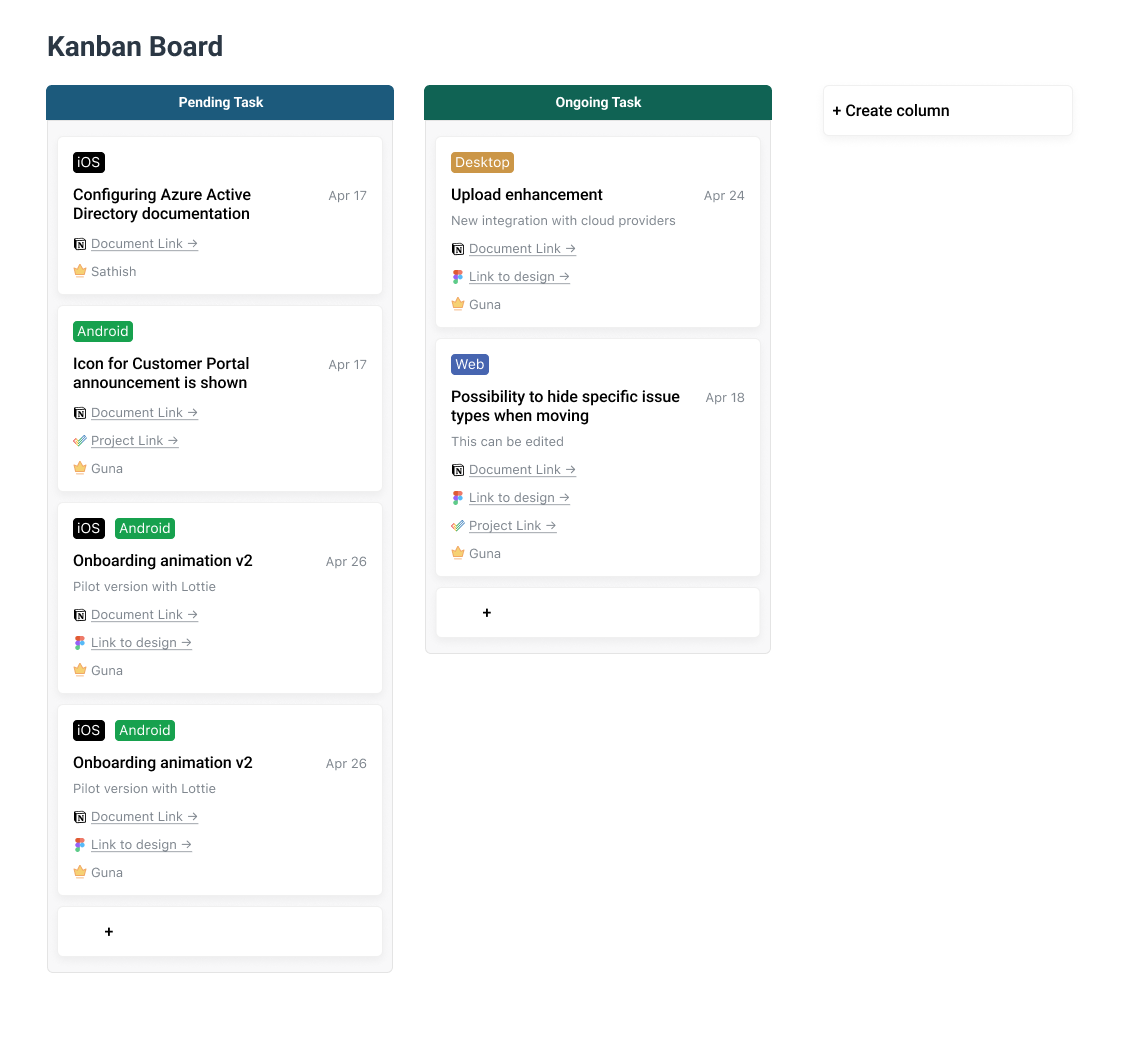 Kanban Board
Pending Task
iOS
Configuring Azure Active
Directory documentation
Apr 17
Document Link →
Sathish
Android
Icon for Customer Portal
announcement is shown
Apr 17
Document Link →
Project Link →
Guna
iOS Android
Onboarding animation v2
Apr 26
Pilot version with Lottie
Document Link →
Link to design →
Guna
iOS Android
Onboarding animation v2
Apr 26
Pilot version with Lottie
Document Link →
Link to design →
Guna
+
Ongoing Task
Desktop
Upload enhancement
Apr 24
New integration with cloud providers
Document Link →
Link to design →
Guna
Web
Possibility to hide specific issue
types when moving
Apr 18
This can be edited
Document Link →
Link to design →
Project Link →
Guna
+
+ Create column